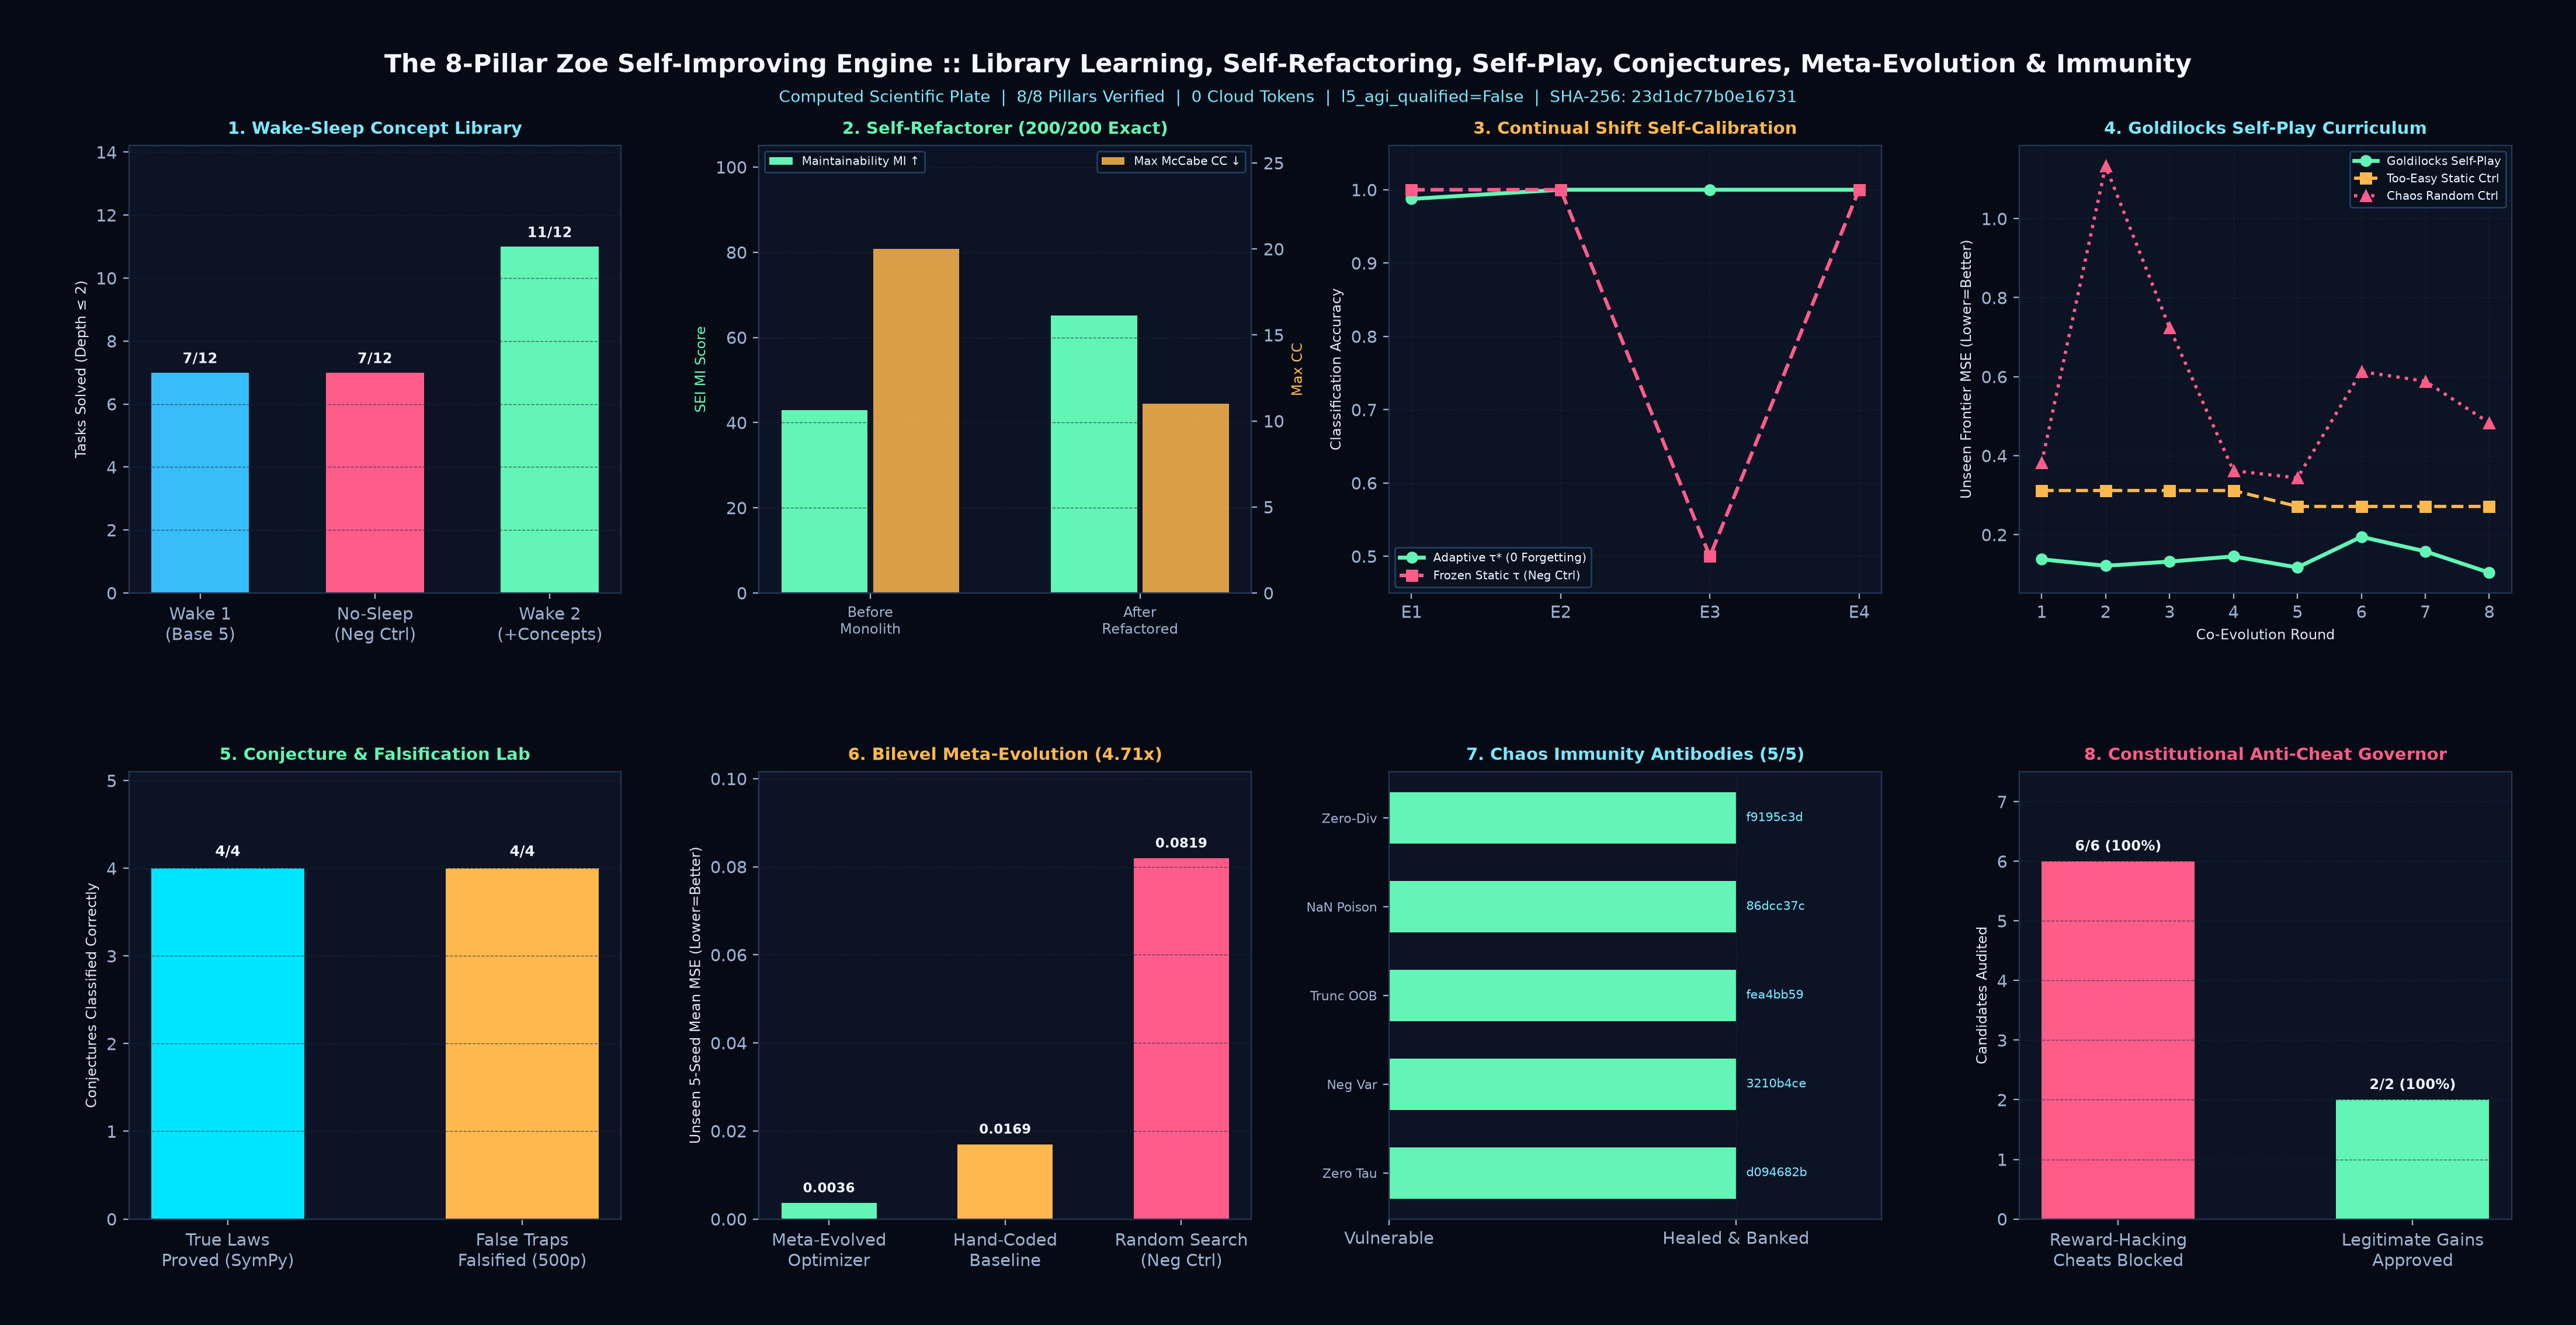 The 8-Pillar Zoe Self-Improving Engine :: Library Learning, Self-Refactoring, Self-Play, Conjectures, Meta-Evolution & Immunity
Computed Scientific Plate | 8/8 Pillars Verified | 0 Cloud Tokens | l5_agi_qualified=False | SHA-256: 23d1dc77b0e16731
1. Wake-Sleep Concept Library
Tasks Solved (Depth ≤ 2)
14
12
10
8
6
4
2
0
7/12
7/12
11/12
Wake 1
(Base 5)
No-Sleep
(Neg Ctrl)
Wake 2
(+Concepts)
2. Self-Refactorer (200/200 Exact)
SEI MI Score
100
80
60
40
20
0
Maintainability MI ↑
Max McCabe CC ↓
25
20
15
10
5
0
Max CC
Before
Monolith
After
Refactored
3. Continual Shift Self-Calibration
Classification Accuracy
1.0
0.9
0.8
0.7
0.6
0.5
Adaptive τ* (0 Forgetting)
Frozen Static τ (Neg Ctrl)
E1
E2
E3
E4
4. Goldilocks Self-Play Curriculum
Unseen Frontier MSE (Lower=Better)
1.0
0.8
0.6
0.4
0.2
Goldilocks Self-Play
Too-Easy Static Ctrl
Chaos Random Ctrl
1
2
3
4
5
6
7
8
Co-Evolution Round
5. Conjecture & Falsification Lab
Conjectures Classified Correctly
5
4
3
2
1
0
4/4
4/4
True Laws
Proved (SymPy)
False Traps
Falsified (500p)
6. Bilevel Meta-Evolution (4.71x)
Unseen 5-Seed Mean MSE (Lower=Better)
0.10
0.08
0.06
0.04
0.02
0.00
0.0036
0.0169
0.0819
Meta-Evolved
Optimizer
Hand-Coded
Baseline
Random Search
(Neg Ctrl)
7. Chaos Immunity Antibodies (5/5)
Zero-Div
f9195c3d
NaN Poison
86dcc37c
Trunc OOB
fea4bb59
Neg Var
3210b4ce
Zero Tau
d094682b
Vulnerable
Healed & Banked
8. Constitutional Anti-Cheat Governor
Candidates Audited
7
6
5
4
3
2
1
0
6/6 (100%)
2/2 (100%)
Reward-Hacking
Cheats Blocked
Legitimate Gains
Approved